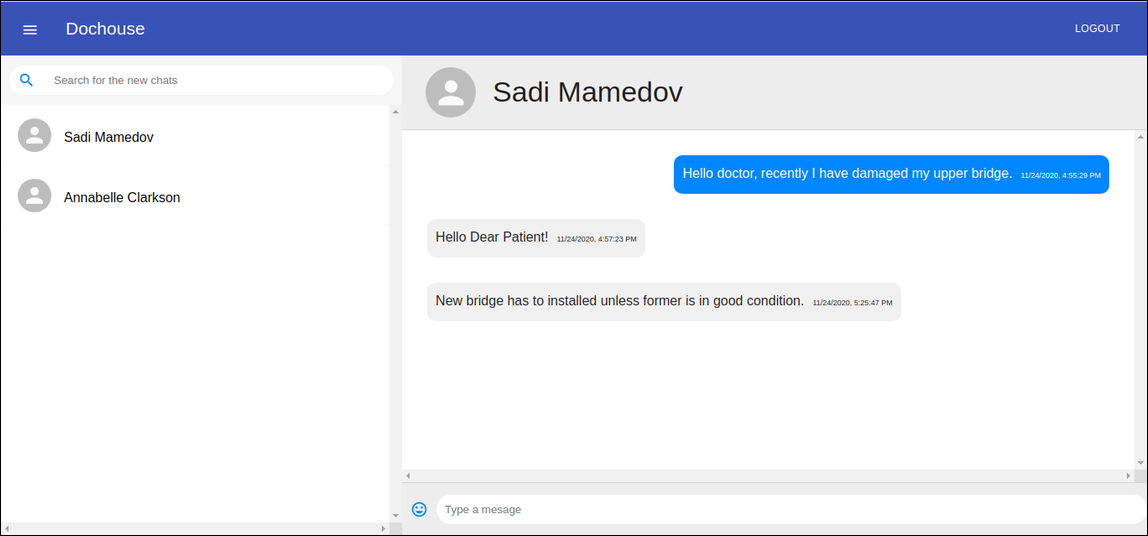 Dochouse
LOGOUT
Search for the new chats
Sadi Mamedov
Annabelle Clarkson
Sadi Mamedov
Hello doctor, recently I have damaged my upper bridge. 11/24/2020, 4:55:29 PM
Hello Dear Patient! 11/24/2020, 4:57:23 PM
New bridge has to installed unless former is in good condition. 11/24/2020, 5:25:47 PM
Type a mesage